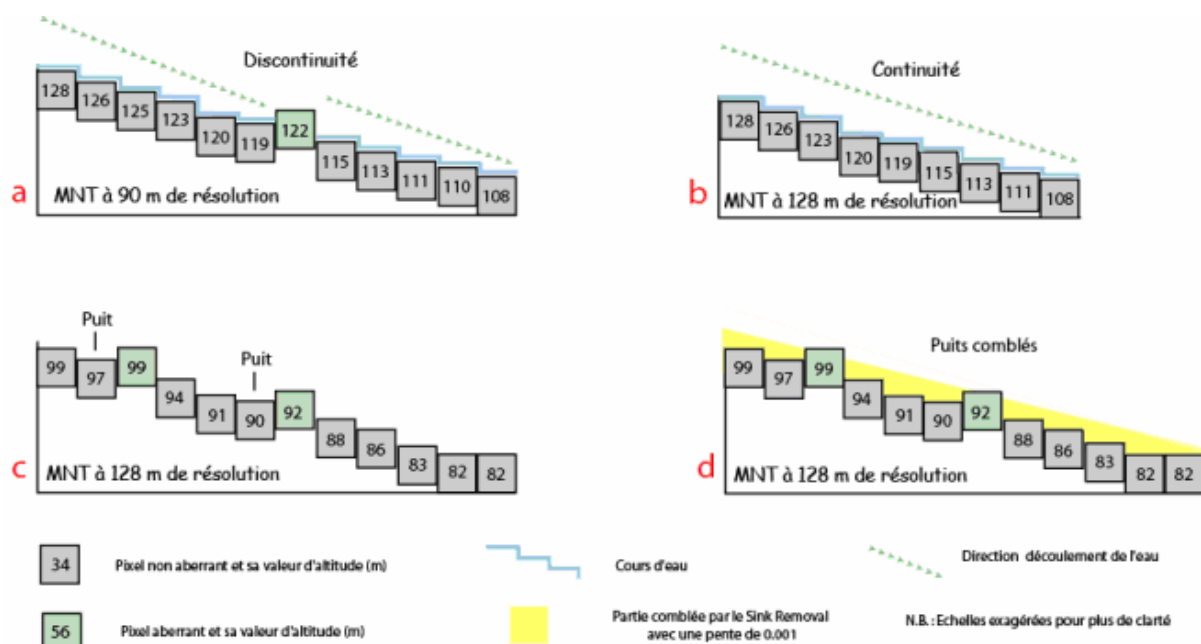 Discontinuité
128 126 125 123 120 119 122 115 113 111 110 108
a MNT à 90 m de résolution
Continuité
128 126 123 120 119 115 113 111 108
b MNT à 128 m de résolution
Puit
Puit
99 97 99 94 91 90 92 88 86 83 82 82
c MNT à 128 m de résolution
Puits comblés
99 97 99 94 91 90 92 88 86 83 82 82
d MNT à 128 m de résolution
34 Pixel non aberrant et sa valeur d'altitude (m)
Cours d'eau
Direction découlement de l'eau
56 Pixel aberrant et sa valeur d'altitude (m)
Partie comblée par le Sink Removal
avec une pente de 0.001
N.B. : Echelles exagérées pour plus de clarté